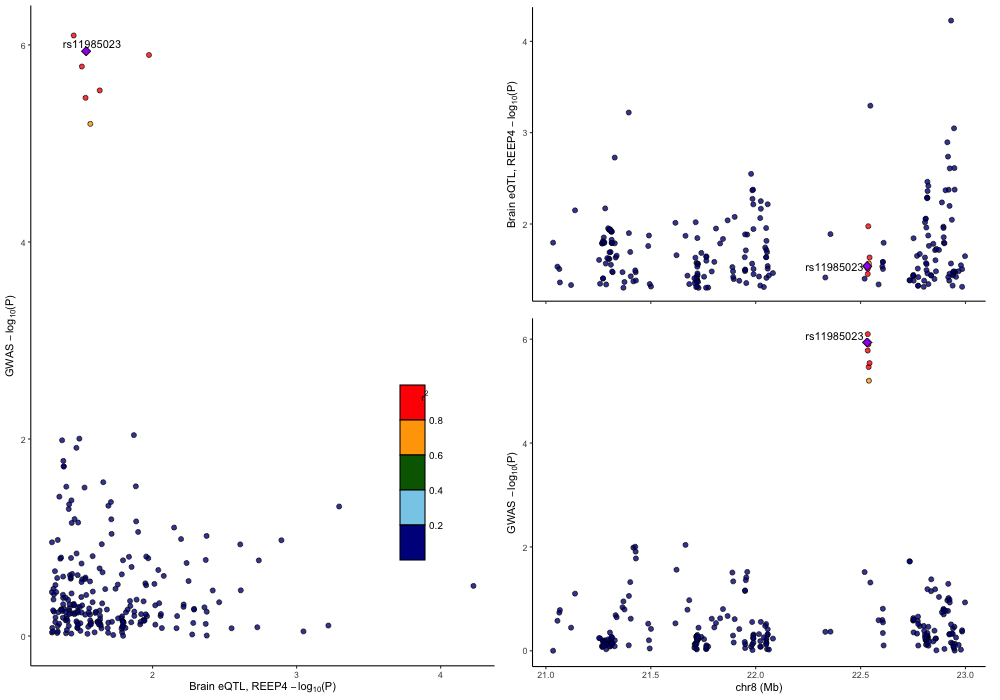 rs11985023
6
4
2
0
GWAS −log10(P)
2
3
4
Brain eQTL, REEP4 −log10(P)
r2
0.8
0.6
0.4
0.2
4
3
2
Brain eQTL, REEP4 −log10(P)
rs11985023
6
4
2
0
GWAS −log10(P)
rs11985023
21.0
21.5
22.0
22.5
23.0
chr8 (Mb)